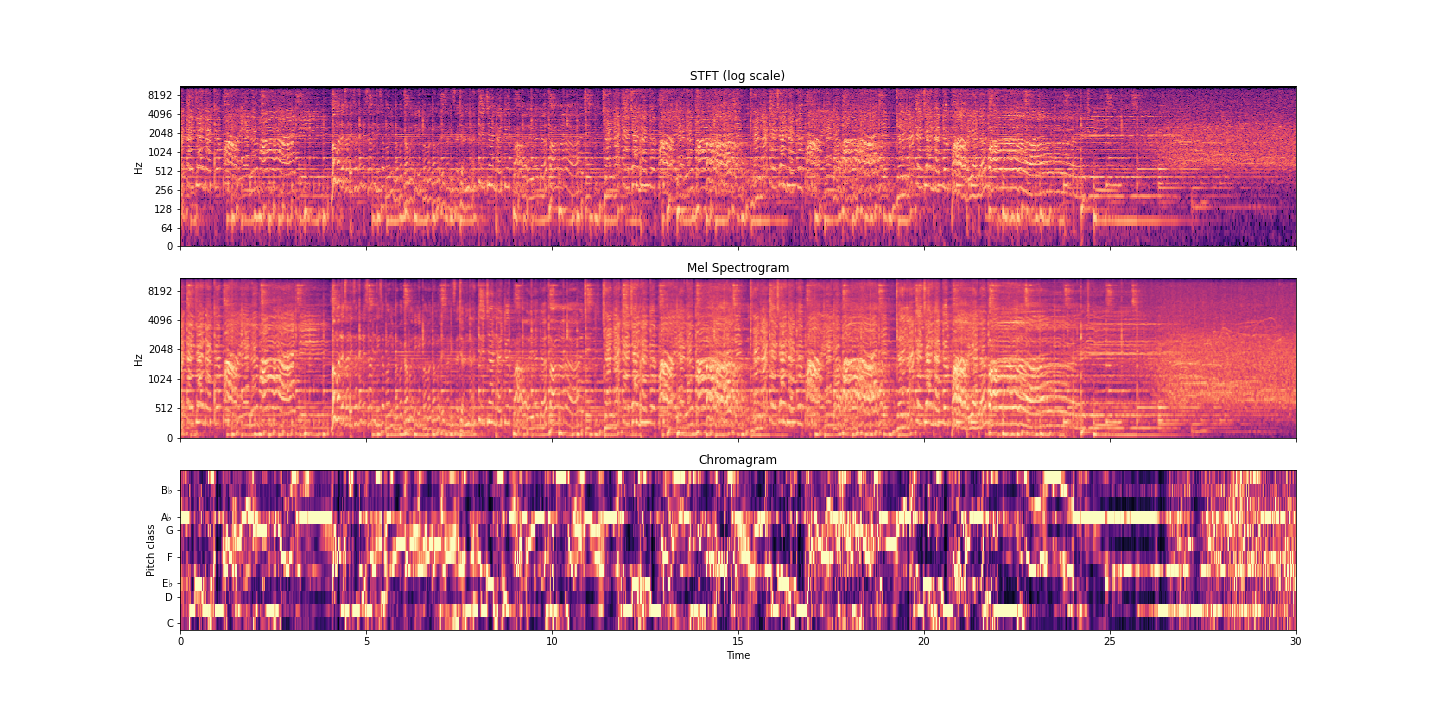 STFT (log scale)
8192
4096
2048
1024
512
256
128
64
0
Hz
Mel Spectrogram
8192
4096
2048
1024
512
0
Hz
Chromagram
B♭
A♭
G
F
E♭
D
C
Pitch class
0 5 10 15 20 25 30
Time